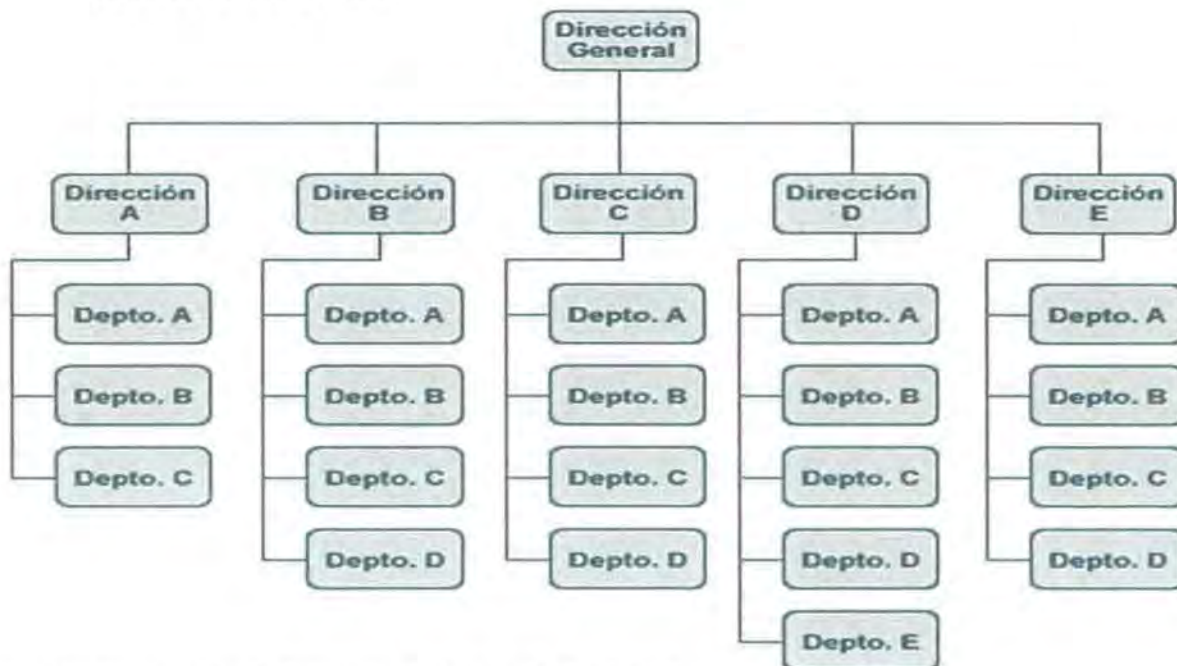 Dirección
General
Dirección
A
Dirección
B
Dirección
C
Dirección
D
Dirección
E
Depto. A
Depto. B
Depto. C
Depto. A
Depto. B
Depto. C
Depto. D
Depto. A
Depto. B
Depto. C
Depto. D
Depto. A
Depto. B
Depto. C
Depto. D
Depto. E
Depto. A
Depto. B
Depto. C
Depto. D